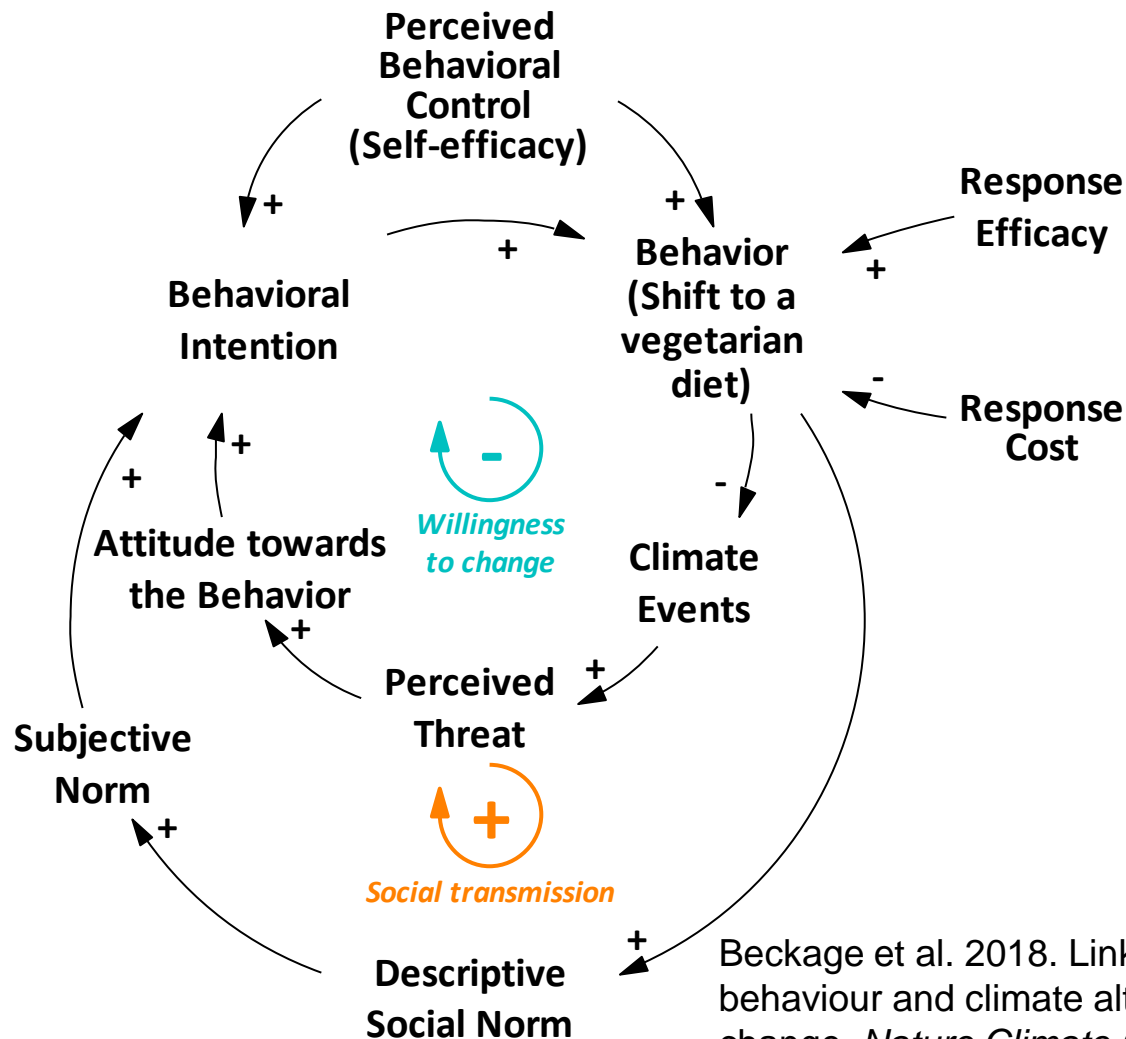 Perceived
Behavioral
Control
(Self-efficacy)
+
+
+
Response
Efficacy
+
Behavior
(Shift to a
vegetarian
diet)
Behavioral
Intention
-
Response
Cost
+
+
-
Willingness
to change
-
Attitude towards
the Behavior
Climate
Events
+
+
Perceived
Threat
Subjective
Norm
+
+
Social transmission
+
Descriptive
Social Norm
Beckage et al. 2018. Link
behaviour and climate alt